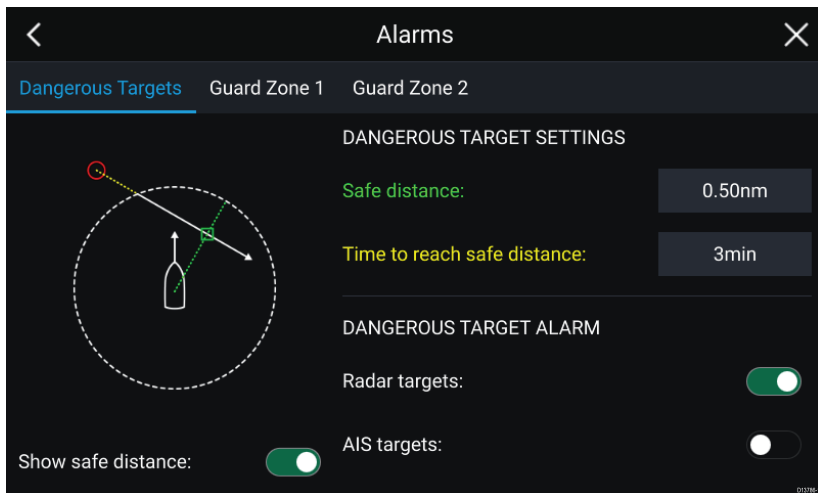 Alarms
Dangerous Targets Guard Zone 1 Guard Zone 2
DANGEROUS TARGET SETTINGS
Safe distance: 0.50nm
Time to reach safe distance: 3min
DANGEROUS TARGET ALARM
Radar targets:
AIS targets:
Show safe distance:
D13786-